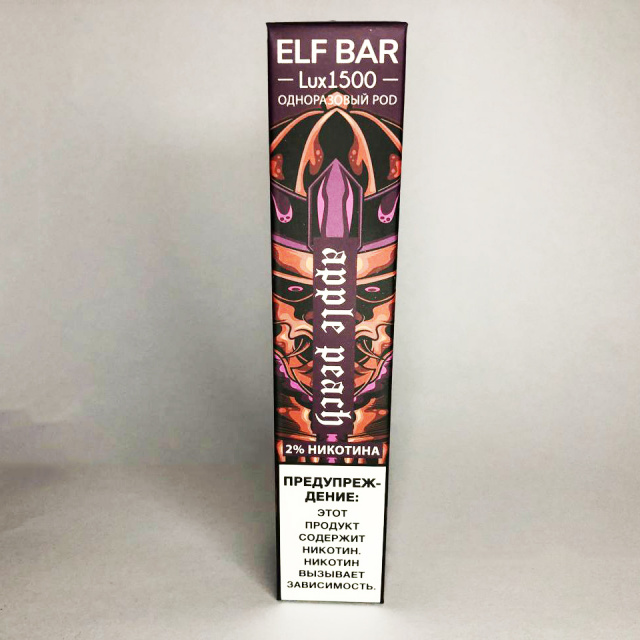 ELF BAR
Lux1500
ОДНОРАЗОВЫЙ POD
apple peach
2% НИКОТИНА
ПРЕДУПРЕЖ-
ДЕНИЕ:
ЭТОТ
ПРОДУКТ
СОДЕРЖИТ
НИКОТИН.
НИКОТИН
ВЫЗЫВАЕТ
ЗАВИСИМОСТЬ.